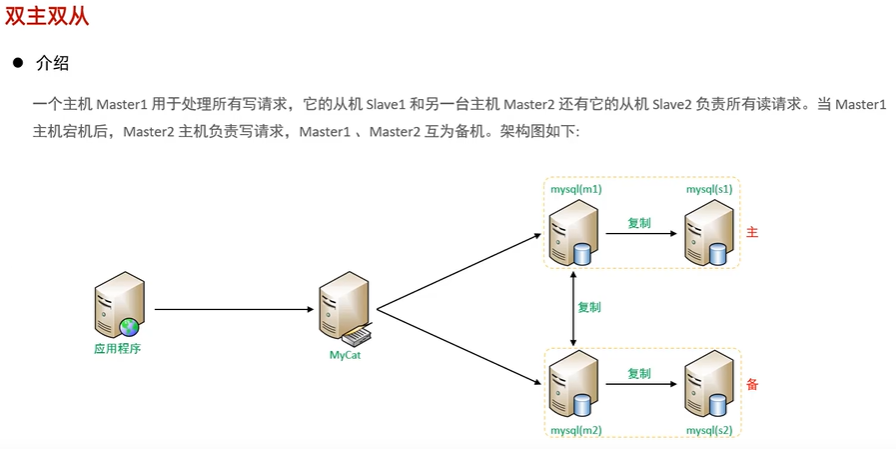 双主双从
● 介绍
一个主机 Master1 用于处理所有写请求，它的从机 Slave1 和另一台主机 Master2 还有它的从机 Slave2 负责所有读请求。当 Master1
主机宕机后，Master2 主机负责写请求，Master1 、Master2 互为备机。架构图如下:
mysql(m1)
mysql(s1)
复制
主
应用程序
MyCat
复制
复制
备
mysql(m2)
mysql(s2)